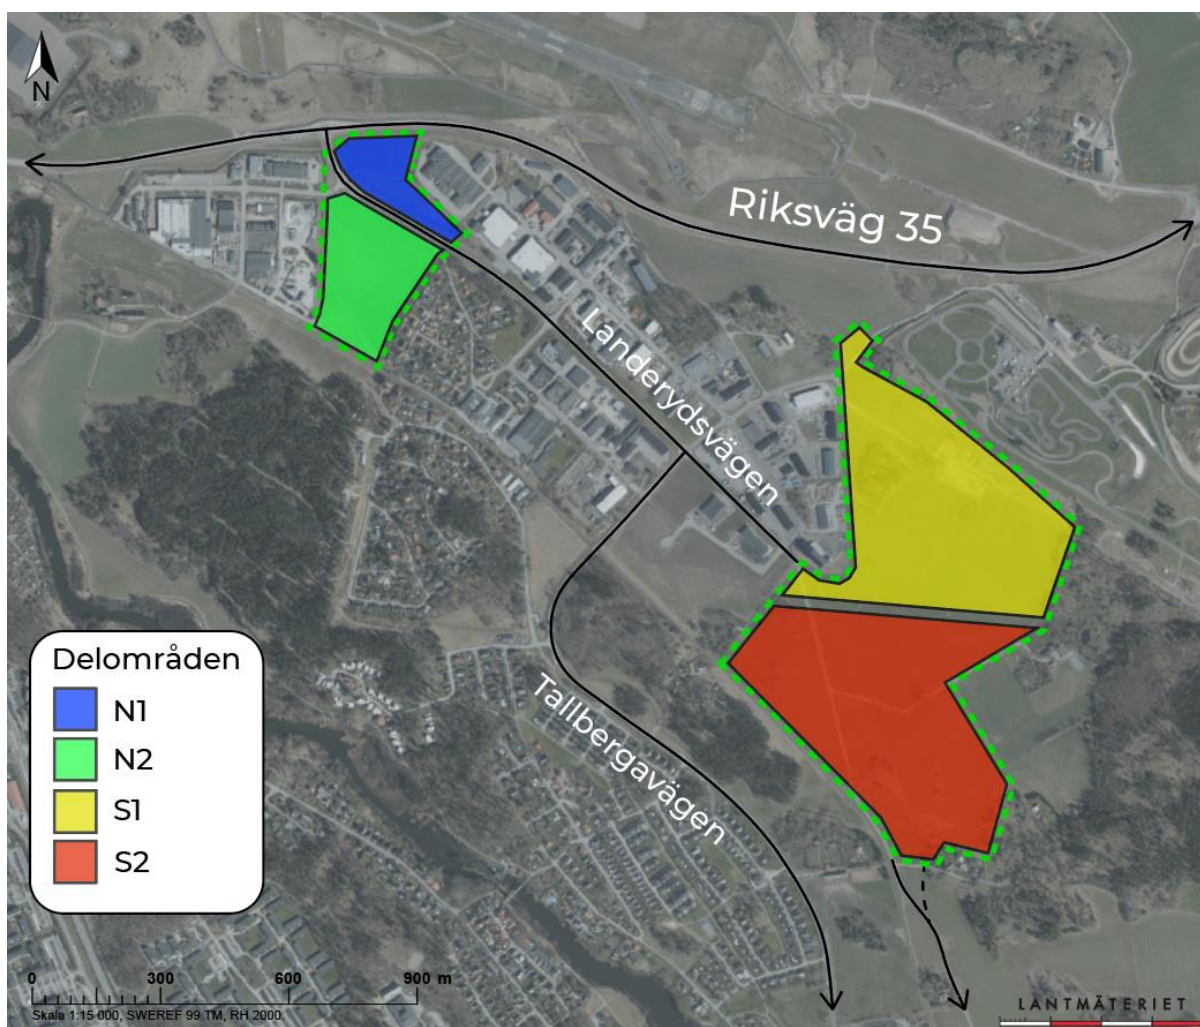 N
Riksväg 35
Landerydsvägen
Tallbergavägen
Delområden
N1
N2
S1
S2
0 300 600 900 m
Skala 1:15 000, SWEREF 99 TM, RH 2000.
LANTMÄTERIET